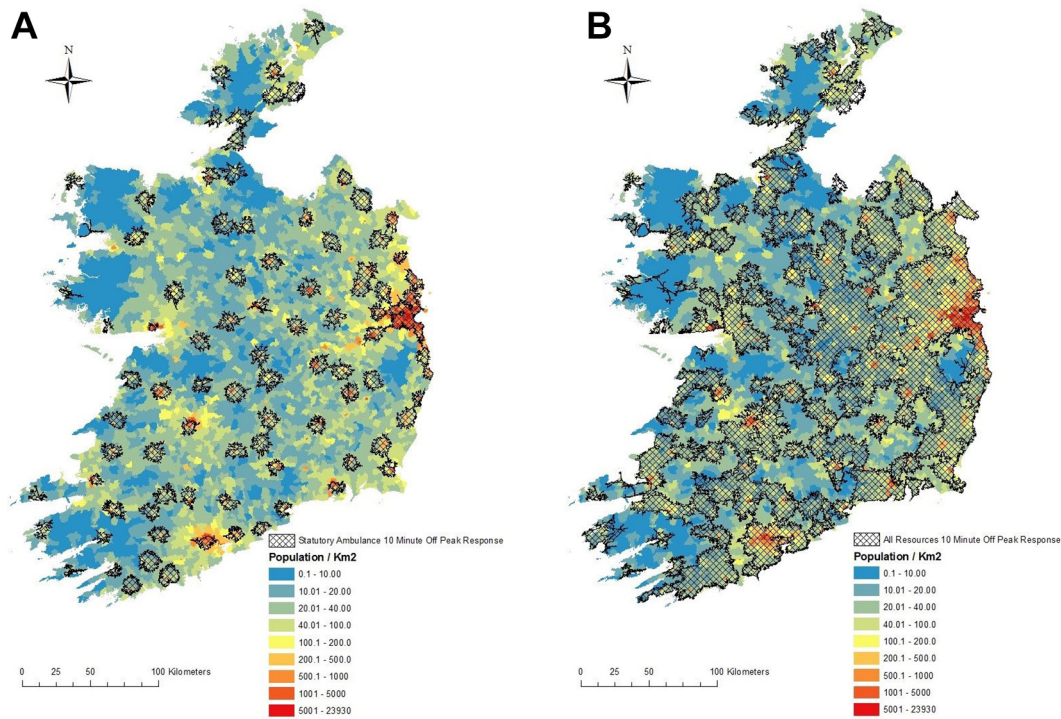 A
N
Statutory Ambulance 10 Minute Off Peak Response
Population / Km2
0.1 - 10.00
10.01 - 20.00
20.01 - 40.00
40.01 - 100.0
100.1 - 200.0
200.1 - 500.0
500.1 - 1000
1001 - 5000
5001 - 23930
0 25 50 100 Kilometers
B
N
All Resources 10 Minute Off Peak Response
Population / Km2
0.1 - 10.00
10.01 - 20.00
20.01 - 40.00
40.01 - 100.0
100.1 - 200.0
200.1 - 500.0
500.1 - 1000
1001 - 5000
5001 - 23930
0 25 50 100 Kilometers